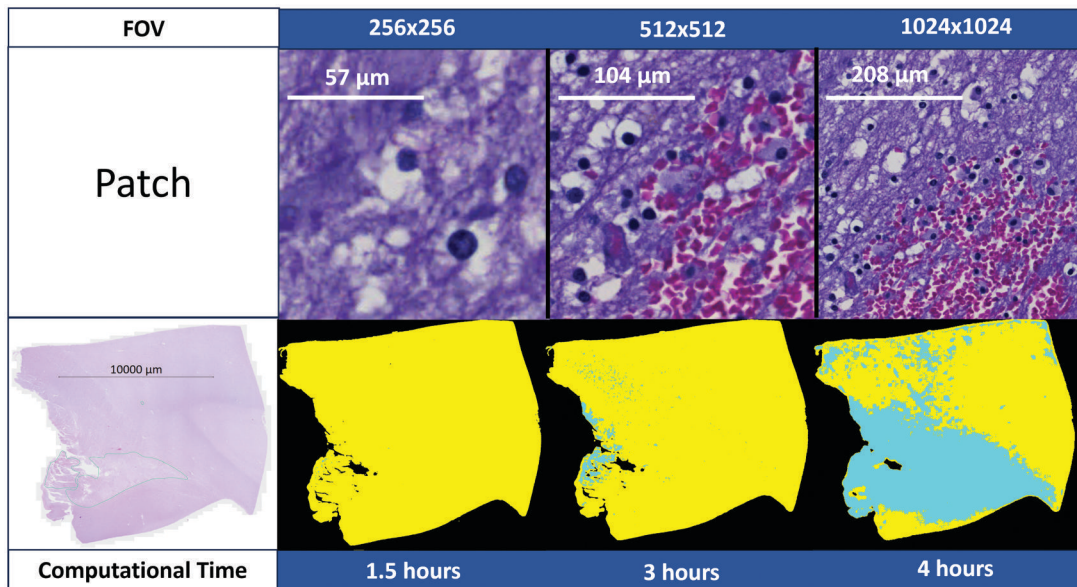 FOV 256x256 512x512 1024x1024
Patch 57 µm 104 µm 208 µm
10000 µm
Computational Time 1.5 hours 3 hours 4 hours